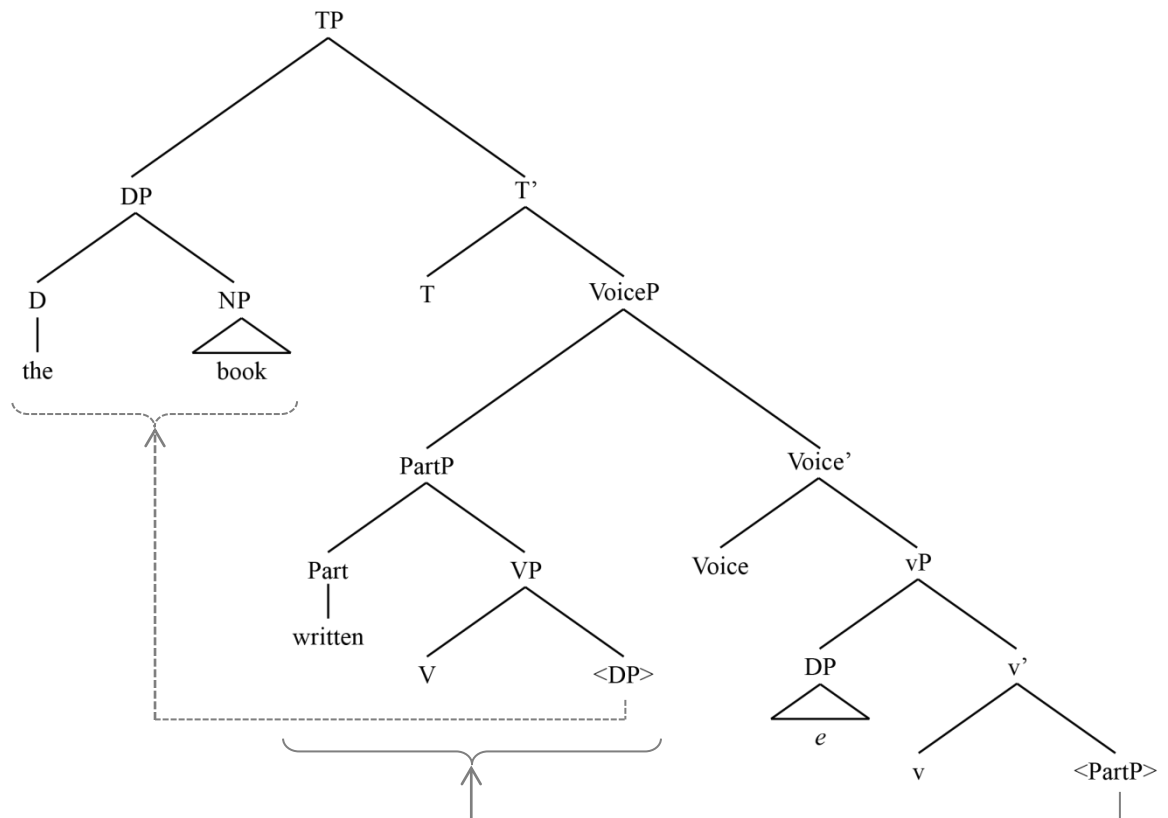 TP
DP T’
D NP T VoiceP
the book
PartP Voice’
Part VP Voice vP
written
V <DP> DP v’
e
v <PartP>